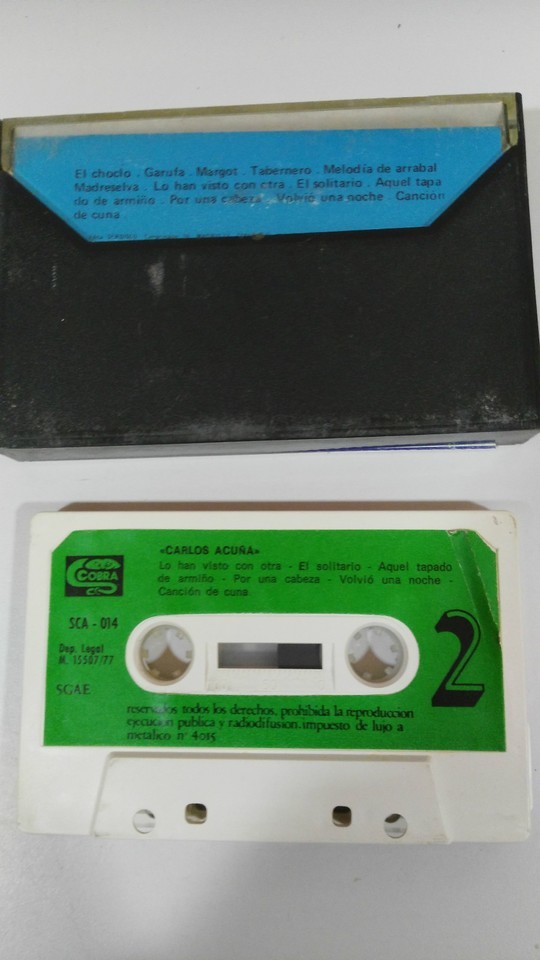 El choclo . Garufa . Margot . Tabernero . Melodía de arrabal
Madreselva . Lo han visto con otra . El solitario . Aquel tapa
do de armiño . Por una cabeza . Volvió una noche . Canción
de cuna .
«CARLOS ACUÑA»
Lo han visto con otra - El solitario - Aquel tapado
de armiño - Por una cabeza - Volvió una noche -
Canción de cuna
COBRA
SCA - 014
Dep. Legal
M. 15507/77
SGAE
2
reservados todos los derechos, prohibida la reproduccion
ejecucion publica y radiodifusion. impuesto de lujo a
metalico nº 4015